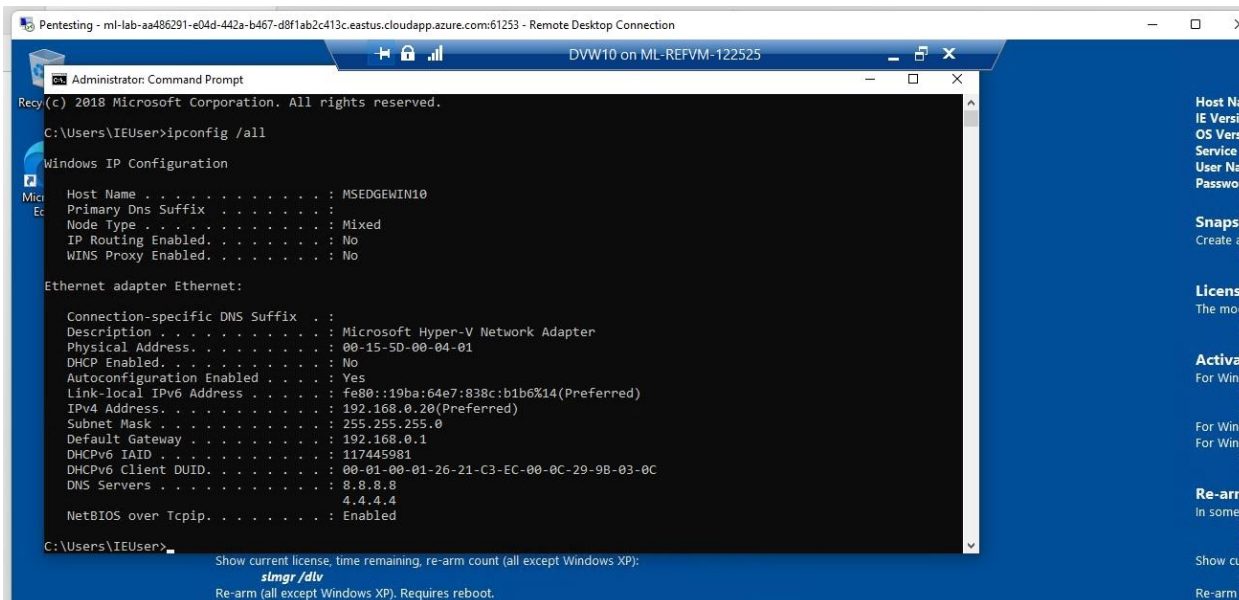 Pentesting - ml-lab-aa486291-e04d-442a-b467-d8f1ab2c413c.eastus.cloudapp.azure.com:61253 - Remote Desktop Connection
DVW10 on ML-REFVM-122525
Administrator: Command Prompt
(c) 2018 Microsoft Corporation. All rights reserved.
C:\Users\IEUser>ipconfig /all
Windows IP Configuration
Host Name . . . . . . . . . . . . : MSEDGEWIN10
Primary Dns Suffix . . . . . . . :
Node Type . . . . . . . . . . . . : Mixed
IP Routing Enabled. . . . . . . . : No
WINS Proxy Enabled. . . . . . . . : No
Ethernet adapter Ethernet:
Connection-specific DNS Suffix . :
Description . . . . . . . . . . . : Microsoft Hyper-V Network Adapter
Physical Address. . . . . . . . . : 00-15-5D-00-04-01
DHCP Enabled. . . . . . . . . . . : No
Autoconfiguration Enabled . . . . : Yes
Link-local IPv6 Address . . . . . : fe80::19ba:64e7:838c:b1b6%14(Preferred)
IPv4 Address. . . . . . . . . . . : 192.168.0.20(Preferred)
Subnet Mask . . . . . . . . . . . : 255.255.255.0
Default Gateway . . . . . . . . . : 192.168.0.1
DHCPv6 IAID . . . . . . . . . . . : 117445981
DHCPv6 Client DUID. . . . . . . . : 00-01-00-01-26-21-C3-EC-00-0C-29-9B-03-0C
DNS Servers . . . . . . . . . . . : 8.8.8.8
4.4.4.4
NetBIOS over Tcpip. . . . . . . . : Enabled
C:\Users\IEUser>
Show current license, time remaining, re-arm count (all except Windows XP):
slmgr /dlv
Re-arm (all except Windows XP). Requires reboot.
Recy
Micr
Ed
Host Na
IE Versi
OS Vers
Service
User Na
Passwo
Snaps
Create a
Licens
The mo
Activa
For Win
For Win
For Win
Re-arr
In some
Show cu
Re-arm